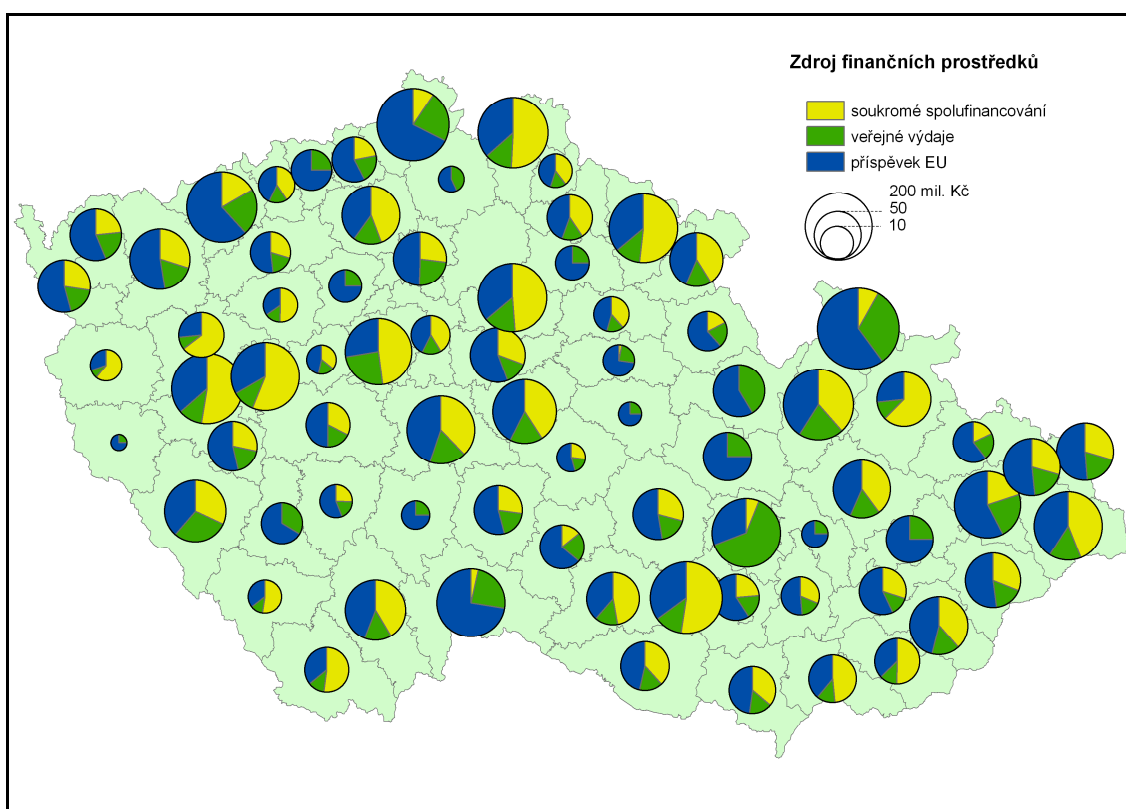 Zdroj finančních prostředků
soukromé spolufinancování
veřejné výdaje
příspěvek EU
200 mil. Kč
50
10